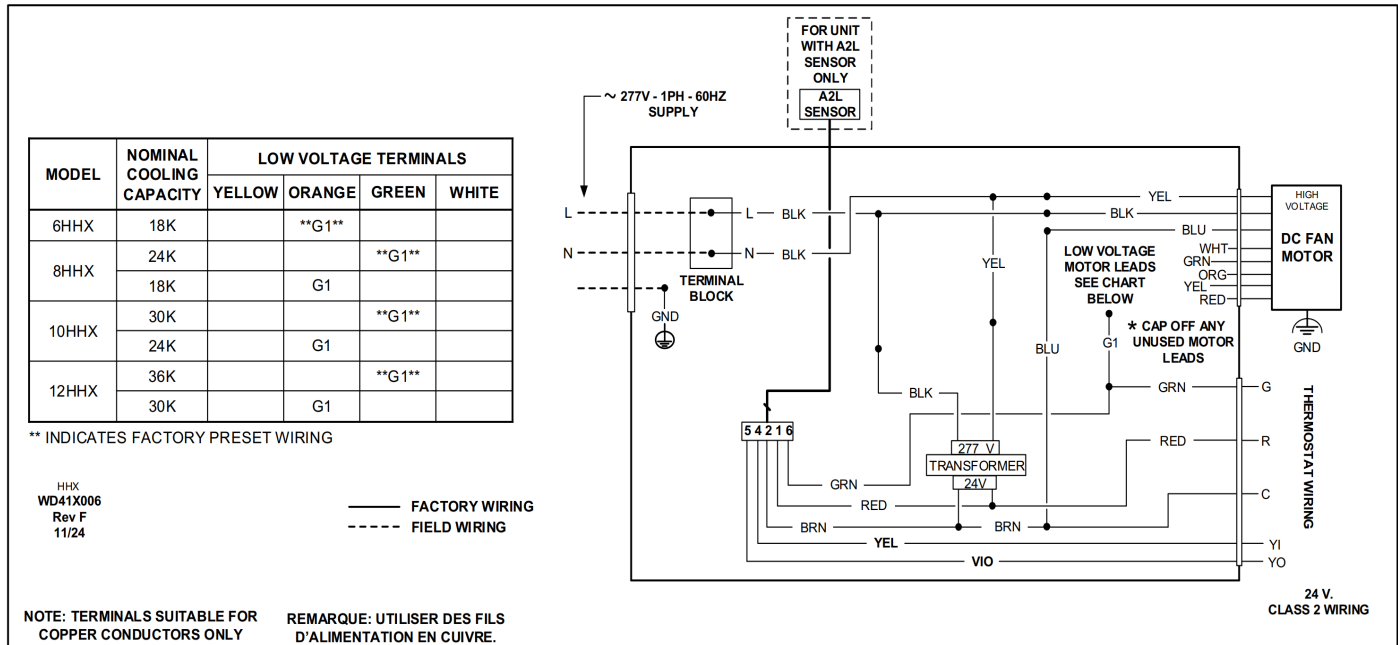 MODEL
NOMINAL
COOLING
CAPACITY
LOW VOLTAGE TERMINALS
YELLOW ORANGE GREEN WHITE
6HHX 18K **G1**
8HHX
24K **G1**
18K G1
10HHX
30K **G1**
24K G1
12HHX
36K **G1**
30K G1
** INDICATES FACTORY PRESET WIRING
HHX
WD41X006
Rev F
11/24
FACTORY WIRING
FIELD WIRING
NOTE: TERMINALS SUITABLE FOR
COPPER CONDUCTORS ONLY
REMARQUE: UTILISER DES FILS
D'ALIMENTATION EN CUIVRE.
~ 277V - 1PH - 60HZ
SUPPLY
FOR UNIT
WITH A2L
SENSOR
ONLY
A2L
SENSOR
L
L
BLK
N
N
BLK
TERMINAL
BLOCK
GND
YEL
BLK
BLU
WHT
GRN
ORG
YEL
RED
HIGH
VOLTAGE
DC FAN
MOTOR
GND
YEL
BLU
LOW VOLTAGE
MOTOR LEADS
SEE CHART
BELOW
* CAP OFF ANY
UNUSED MOTOR
LEADS
G1
BLK
GRN
G
5 4 2 1 6
277 V
TRANSFORMER
24V
RED
R
GRN
RED
C
BRN
BRN
YEL
YI
VIO
YO
THERMOSTAT WIRING
24 V.
CLASS 2 WIRING